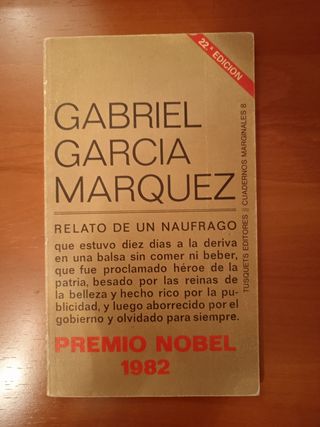 22.ª EDICION
GABRIEL
GARCIA
MARQUEZ
RELATO DE UN NAUFRAGO
que estuvo diez dias a la deriva
en una balsa sin comer ni beber,
que fue proclamado héroe de la
patria, besado por las reinas de
la belleza y hecho rico por la pu-
blicidad, y luego aborrecido por el
gobierno y olvidado para siempre.
PREMIO NOBEL
1982
TUSQUETS EDITORES CUADERNOS MARGINALES 8